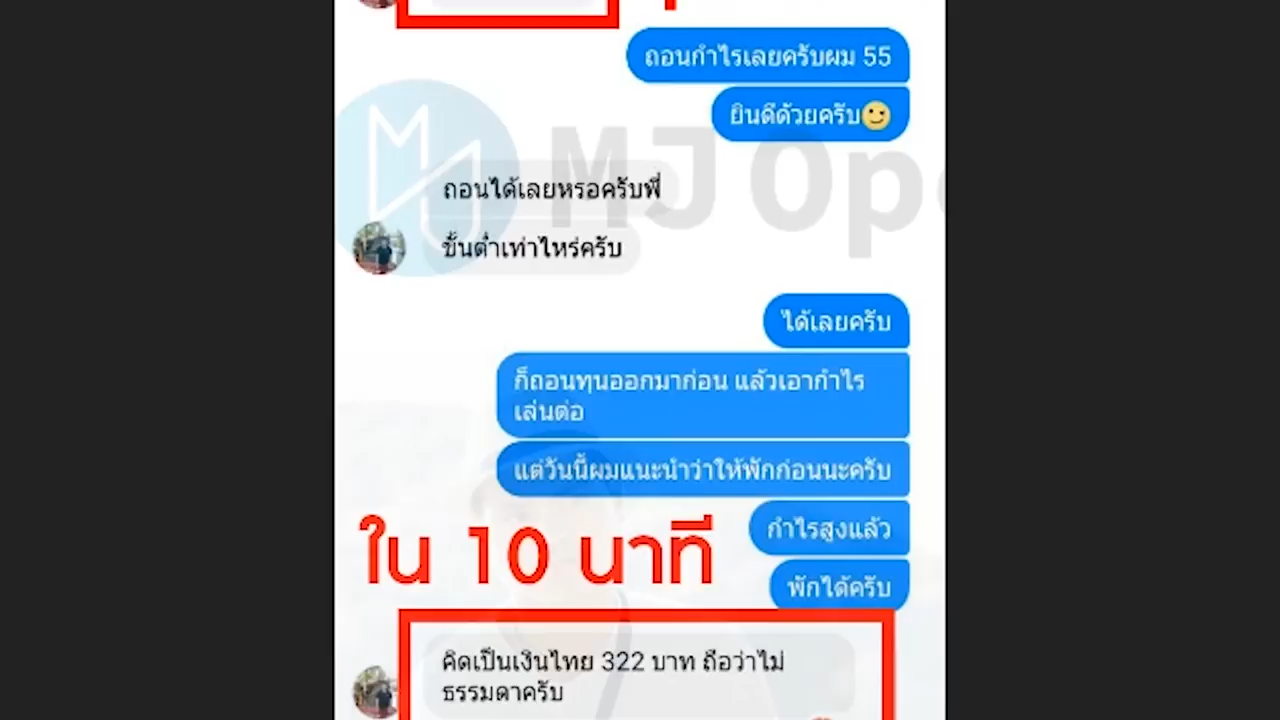 ถอนกำไรเลยครับผม 55
ยินดีด้วยครับ
MJ Op
ถอนได้เลยหรอครับพี่
ขั้นต่ำเท่าไหร่ครับ
ได้เลยครับ
ก็ถอนทุนออกมาก่อน แล้วเอากำไร
เล่นต่อ
แต่วันนี้ผมแนะนำว่าให้พักก่อนนะครับ
กำไรสูงแล้ว
พักได้ครับ
ใน 10 นาที
คิดเป็นเงินไทย 322 บาท ถือว่าไม่
ธรรมดาครับ